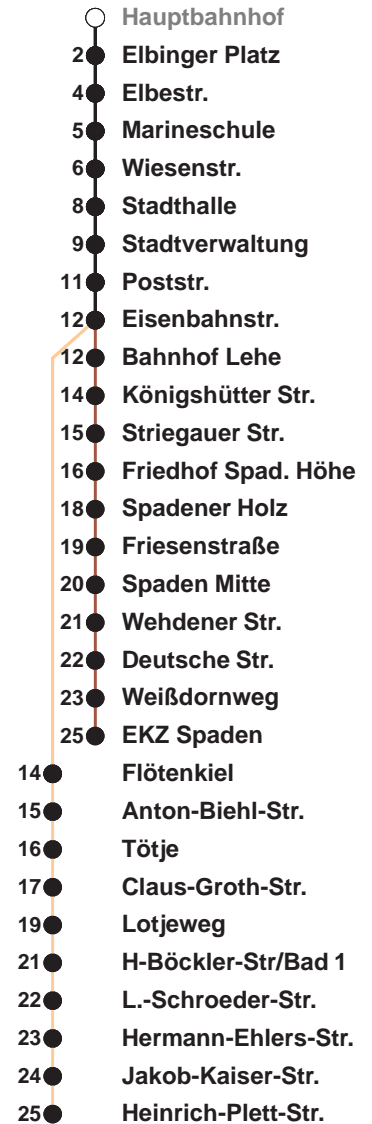 Hauptbahnhof
2 Elbinger Platz
4 Elbestr.
5 Marineschule
6 Wiesenstr.
8 Stadthalle
9 Stadtverwaltung
11 Poststr.
12 Eisenbahnstr.
12 Bahnhof Lehe
14 Königshütter Str.
15 Striegauer Str.
16 Friedhof Spad. Höhe
18 Spadener Holz
19 Friesenstraße
20 Spaden Mitte
21 Wehdener Str.
22 Deutsche Str.
23 Weißdornweg
25 EKZ Spaden
14 Flötenkiel
15 Anton-Biehl-Str.
16 Tötje
17 Claus-Groth-Str.
19 Lotjeweg
21 H-Böckler-Str/Bad 1
22 L.-Schroeder-Str.
23 Hermann-Ehlers-Str.
24 Jakob-Kaiser-Str.
25 Heinrich-Plett-Str.